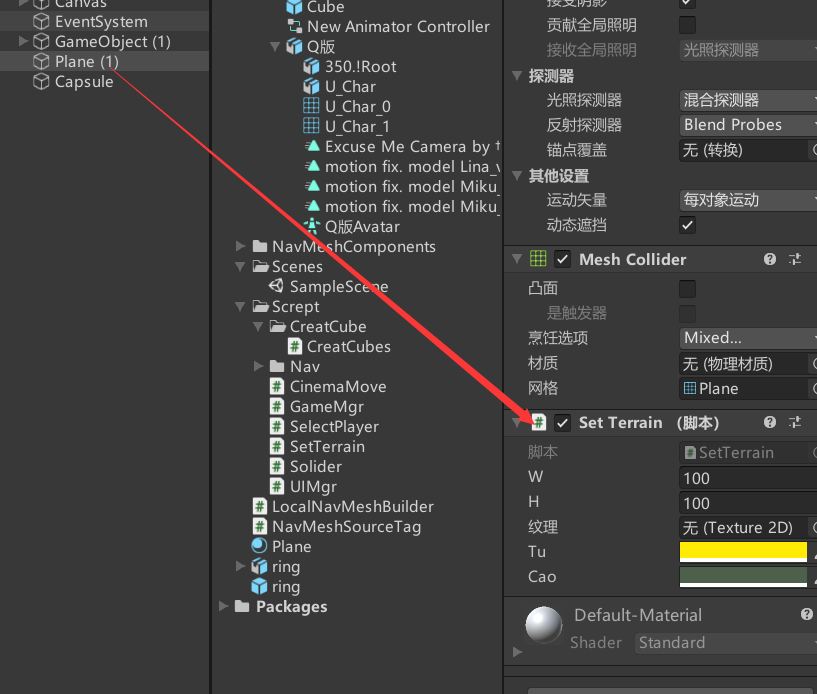 Canvas
EventSystem
GameObject (1)
Plane (1)
Capsule
Cube
New Animator Controller
Q版
350.!Root
U_Char
U_Char_0
U_Char_1
Excuse Me Camera by
motion fix. model Lina_
motion fix. model Miku_
motion fix. model Miku_
Q版Avatar
NavMeshComponents
Scenes
SampleScene
Scrept
CreatCube
CreatCubes
Nav
CinemaMove
GameMgr
SelectPlayer
SetTerrain
Solider
UIMgr
LocalNavMeshBuilder
NavMeshSourceTag
Plane
ring
ring
Packages
接受阴影
贡献全局照明
接收全局照明 光照探测器
探测器
光照探测器 混合探测器
反射探测器 Blend Probes
锚点覆盖 无 (转换)
其他设置
运动矢量 每对象运动
动态遮挡
Mesh Collider
凸面
是触发器
烹饪选项 Mixed...
材质 无 (物理材质)
网格 Plane
# Set Terrain (脚本)
脚本 SetTerrain
W 100
H 100
纹理 无 (Texture 2D)
Tu
Cao
Default-Material
Shader Standard